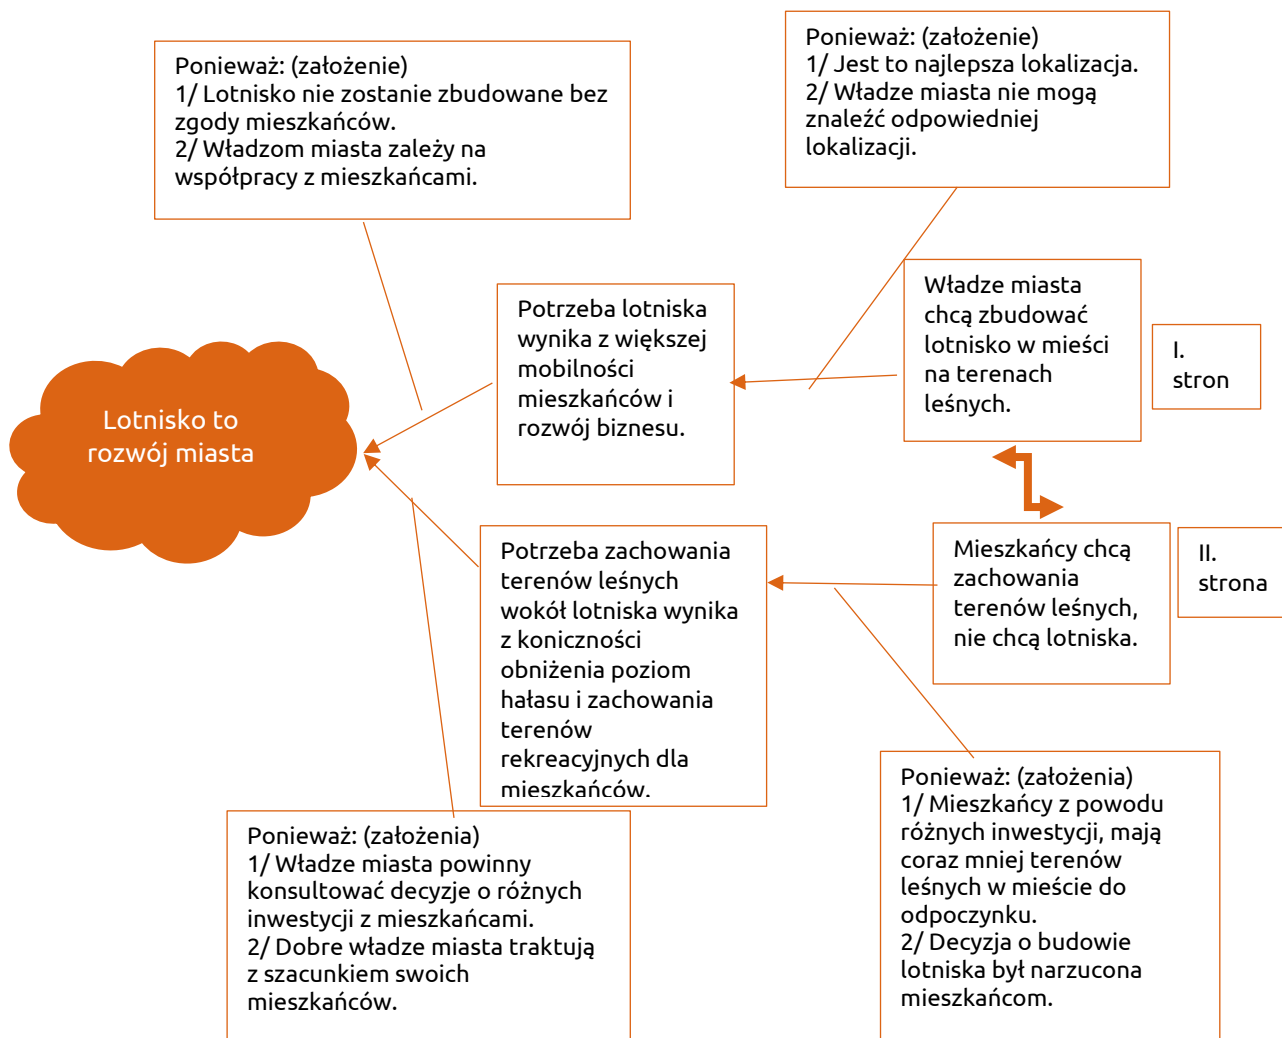 Ponieważ: (założenie)
1/ Lotnisko nie zostanie zbudowane bez
zgody mieszkańców.
2/ Władzom miasta zależy na
współpracy z mieszkańcami.
Ponieważ: (założenie)
1/ Jest to najlepsza lokalizacja.
2/ Władze miasta nie mogą
znaleźć odpowiedniej
lokalizacji.
Lotnisko to
rozwój miasta
Potrzeba lotniska
wynika z większej
mobilności
mieszkańców i
rozwój biznesu.
Władze miasta
chcą zbudować
lotnisko w mieści
na terenach
leśnych.
I.
stron
Potrzeba zachowania
terenów leśnych
wokół lotniska wynika
z koniczności
obniżenia poziom
hałasu i zachowania
terenów
rekreacyjnych dla
mieszkańców.
Mieszkańcy chcą
zachowania
terenów leśnych,
nie chcą lotniska.
II.
strona
Ponieważ: (założenia)
1/ Władze miasta powinny
konsultować decyzje o różnych
inwestycji z mieszkańcami.
2/ Dobre władze miasta traktują
z szacunkiem swoich
mieszkańców.
Ponieważ: (założenia)
1/ Mieszkańcy z powodu
różnych inwestycji, mają
coraz mniej terenów
leśnych w mieście do
odpoczynku.
2/ Decyzja o budowie
lotniska był narzucona
mieszkańcom.